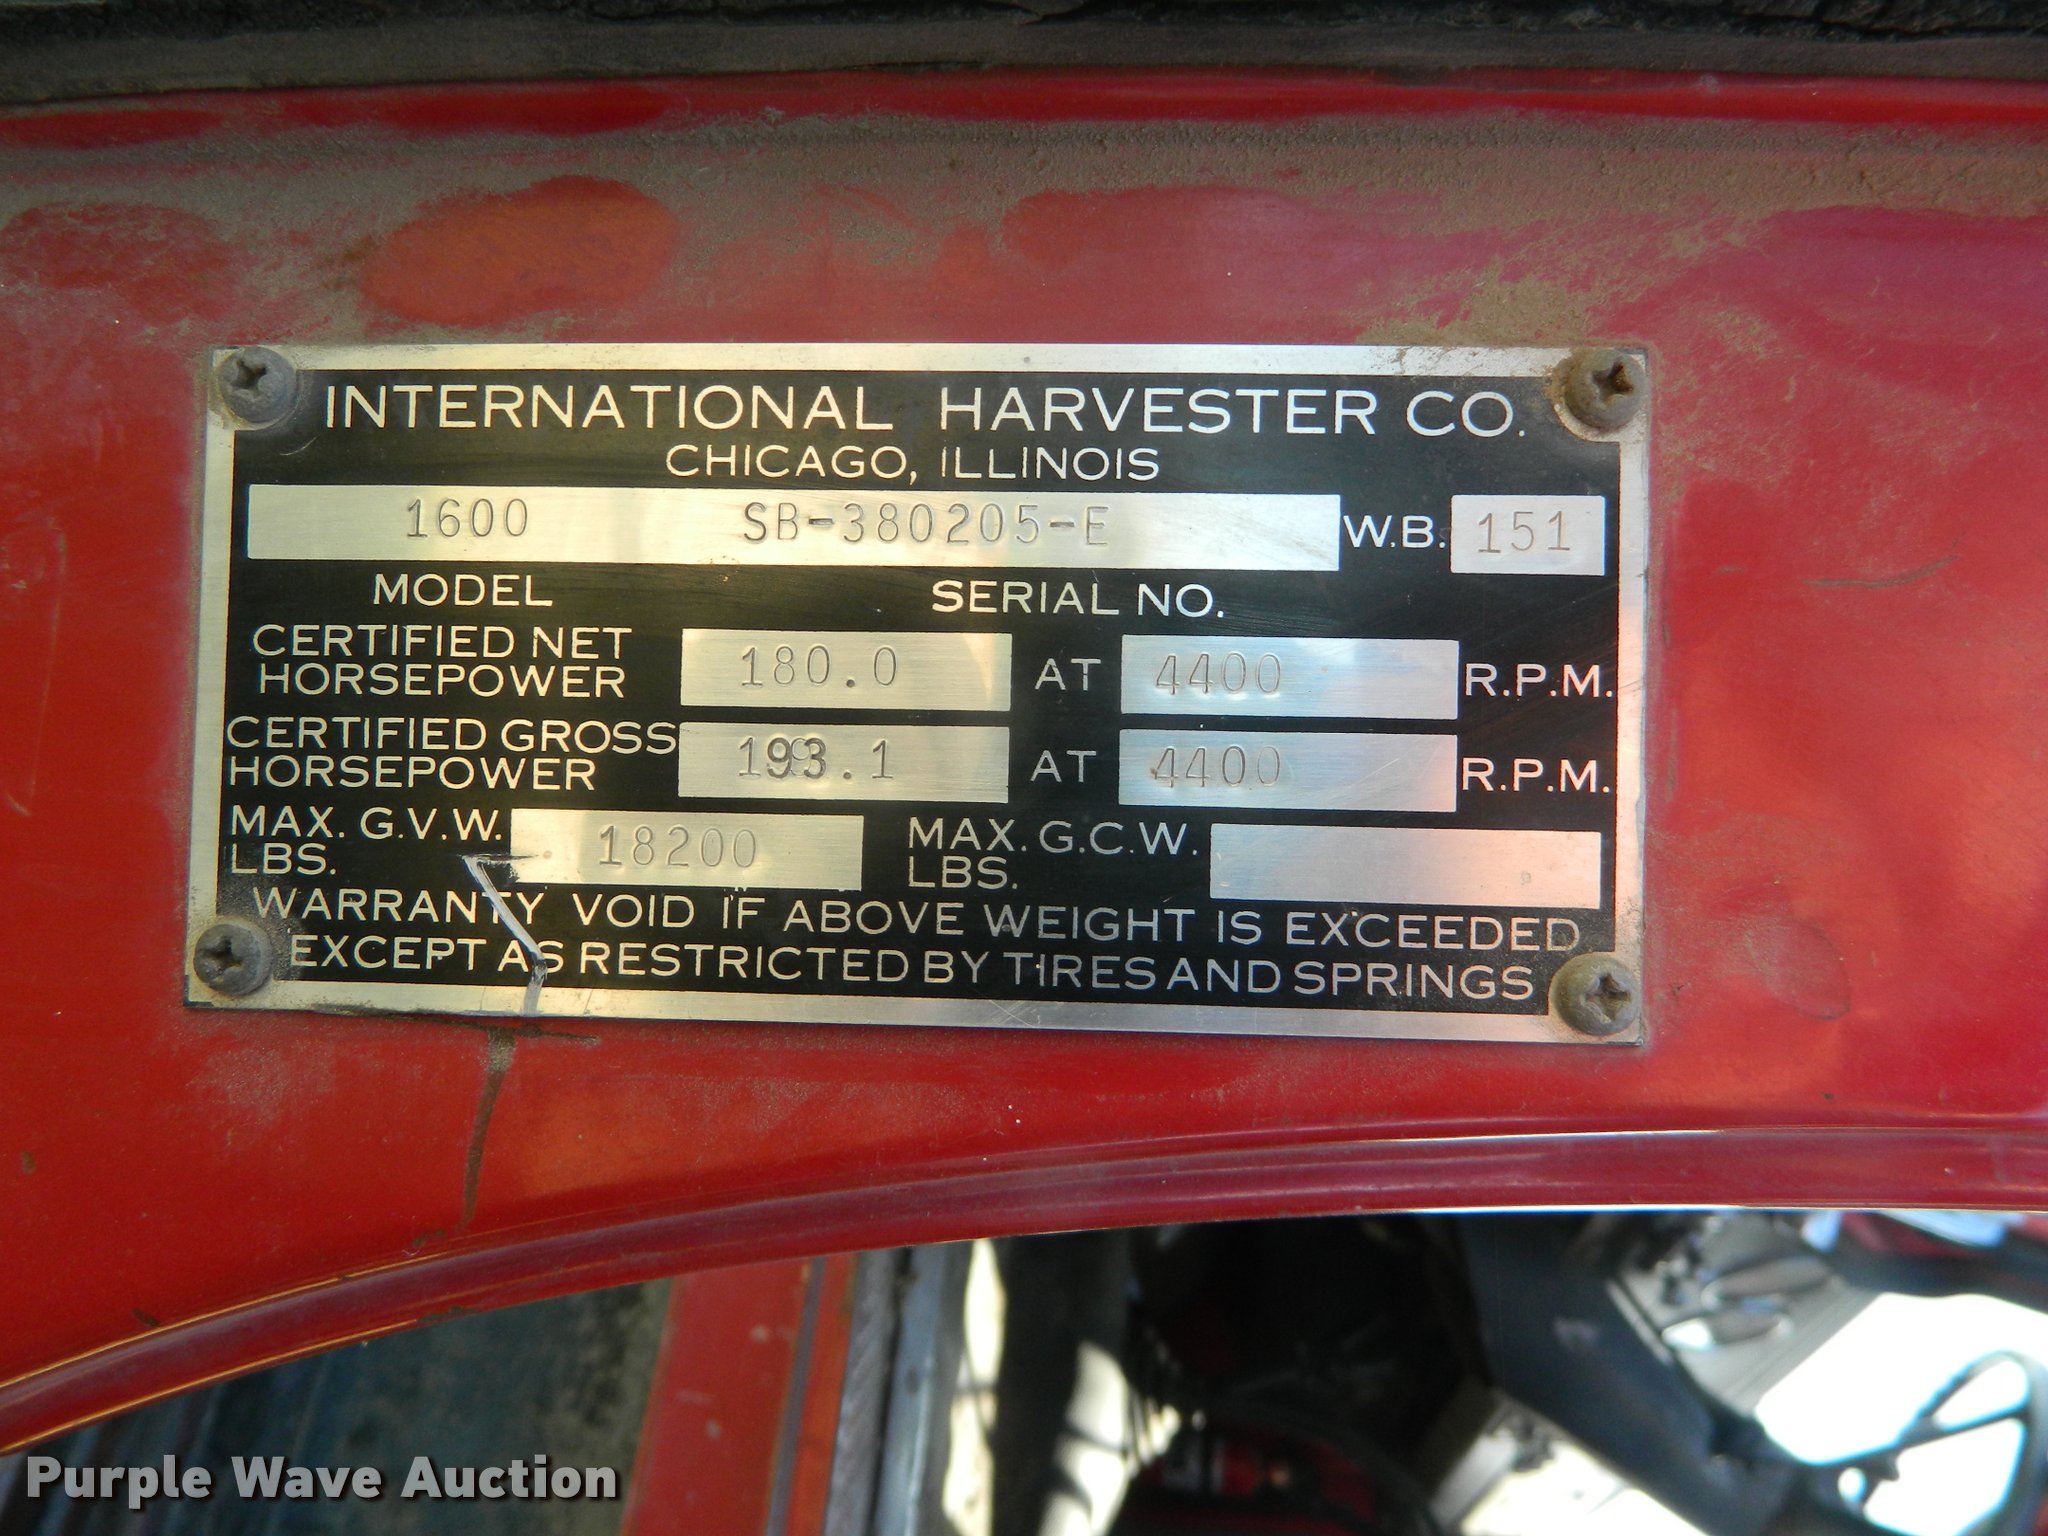 INTERNATIONAL HARVESTER CO.
CHICAGO, ILLINOIS
1600 SB-380205-E W.B. 151
MODEL SERIAL NO.
CERTIFIED NET HORSEPOWER 180.0 AT 4400 R.P.M.
CERTIFIED GROSS HORSEPOWER 193.1 AT 4400 R.P.M.
MAX. G.V.W. LBS. 18200 MAX. G.C.W. LBS.
WARRANTY VOID IF ABOVE WEIGHT IS EXCEEDED
EXCEPT AS RESTRICTED BY TIRES AND SPRINGS
Purple Wave Auction